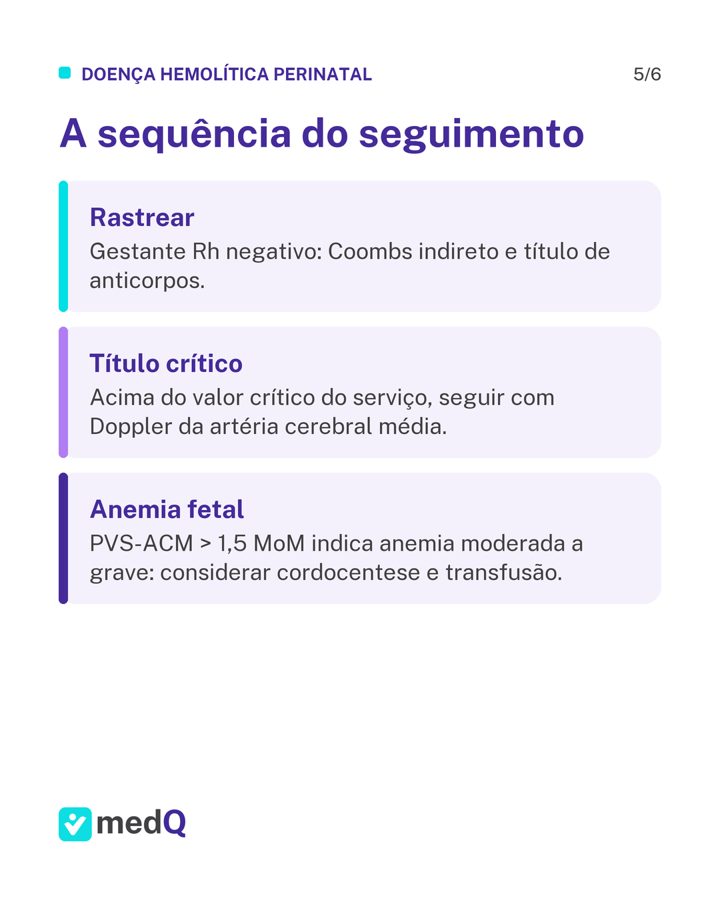 DOENÇA HEMOLÍTICA PERINATAL
5/6
A sequência do seguimento
Rastrear
Gestante Rh negativo: Coombs indireto e título de
anticorpos.
Título crítico
Acima do valor crítico do serviço, seguir com
Doppler da artéria cerebral média.
Anemia fetal
PVS-ACM > 1,5 MoM indica anemia moderada a
grave: considerar cordocentese e transfusão.
medQ